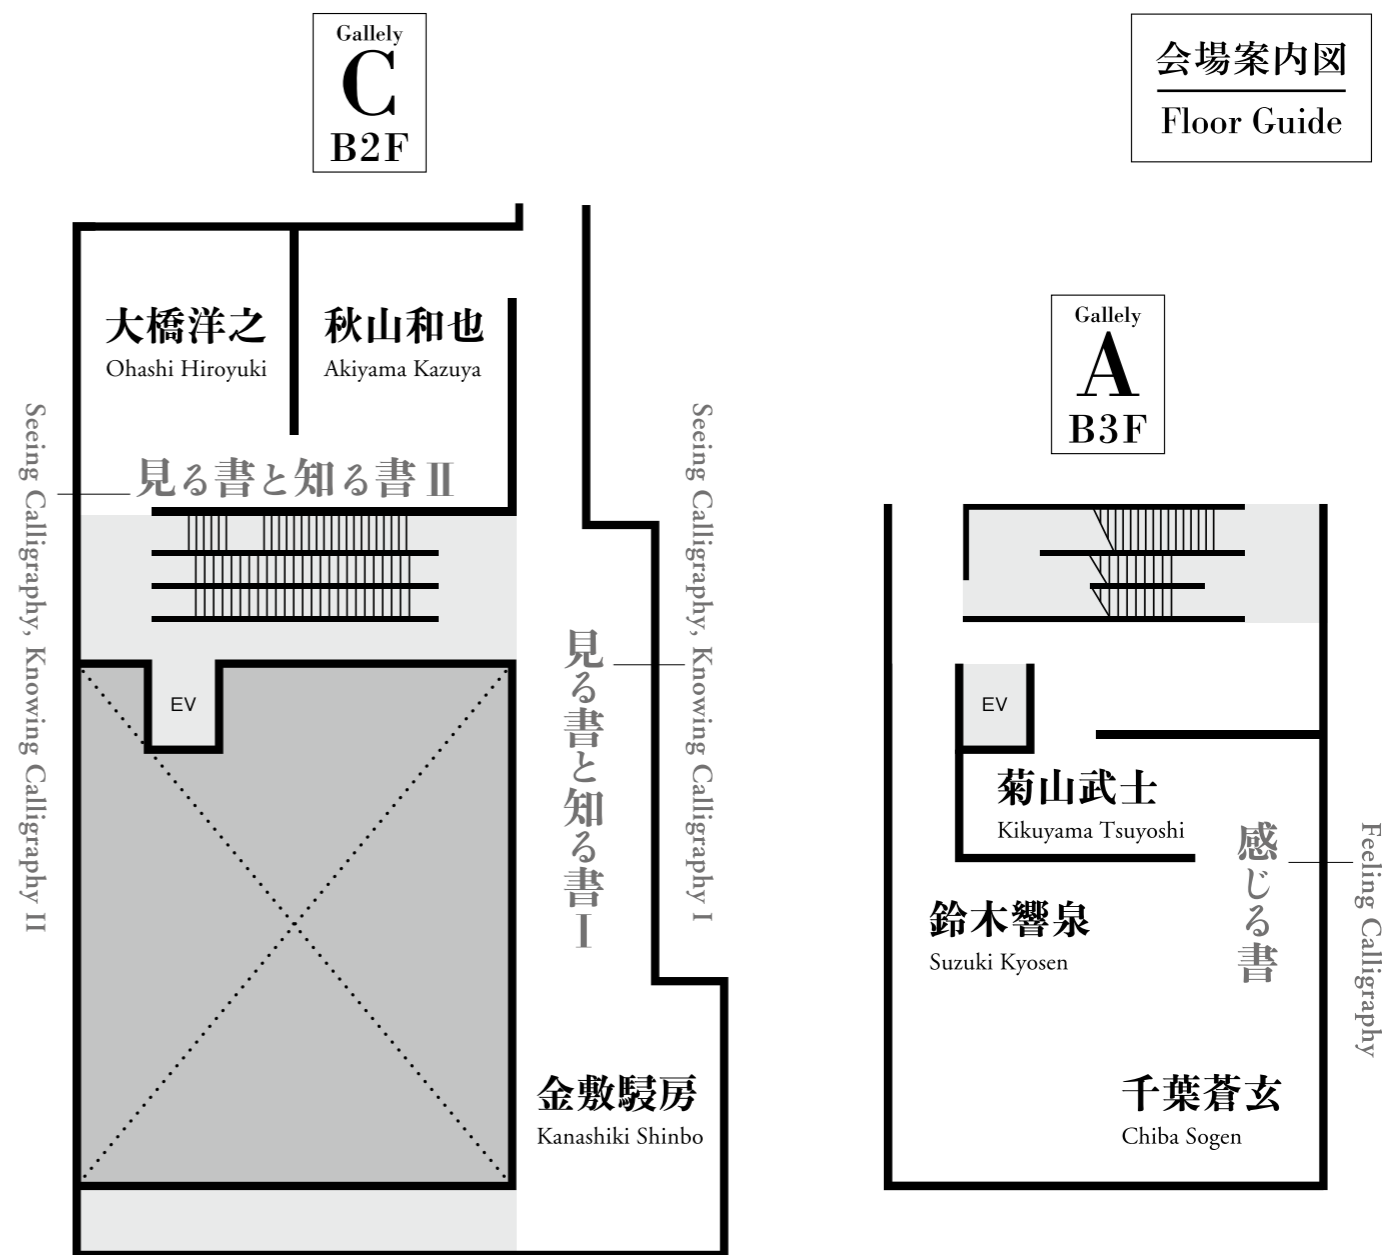 会場案内図
Floor Guide
Gallely
C
B2F
大橋洋之
Ohashi Hiroyuki
秋山和也
Akiyama Kazuya
見る書と知る書 II
Seeing Calligraphy, Knowing Calligraphy II
EV
見る書と知る書 I
Seeing Calligraphy, Knowing Calligraphy I
金敷駸房
Kanashiki Shinbo
Gallely
A
B3F
EV
菊山武士
Kikuyama Tsuyoshi
鈴木響泉
Suzuki Kyosen
感じる書
Feeling Calligraphy
千葉蒼玄
Chiba Sogen